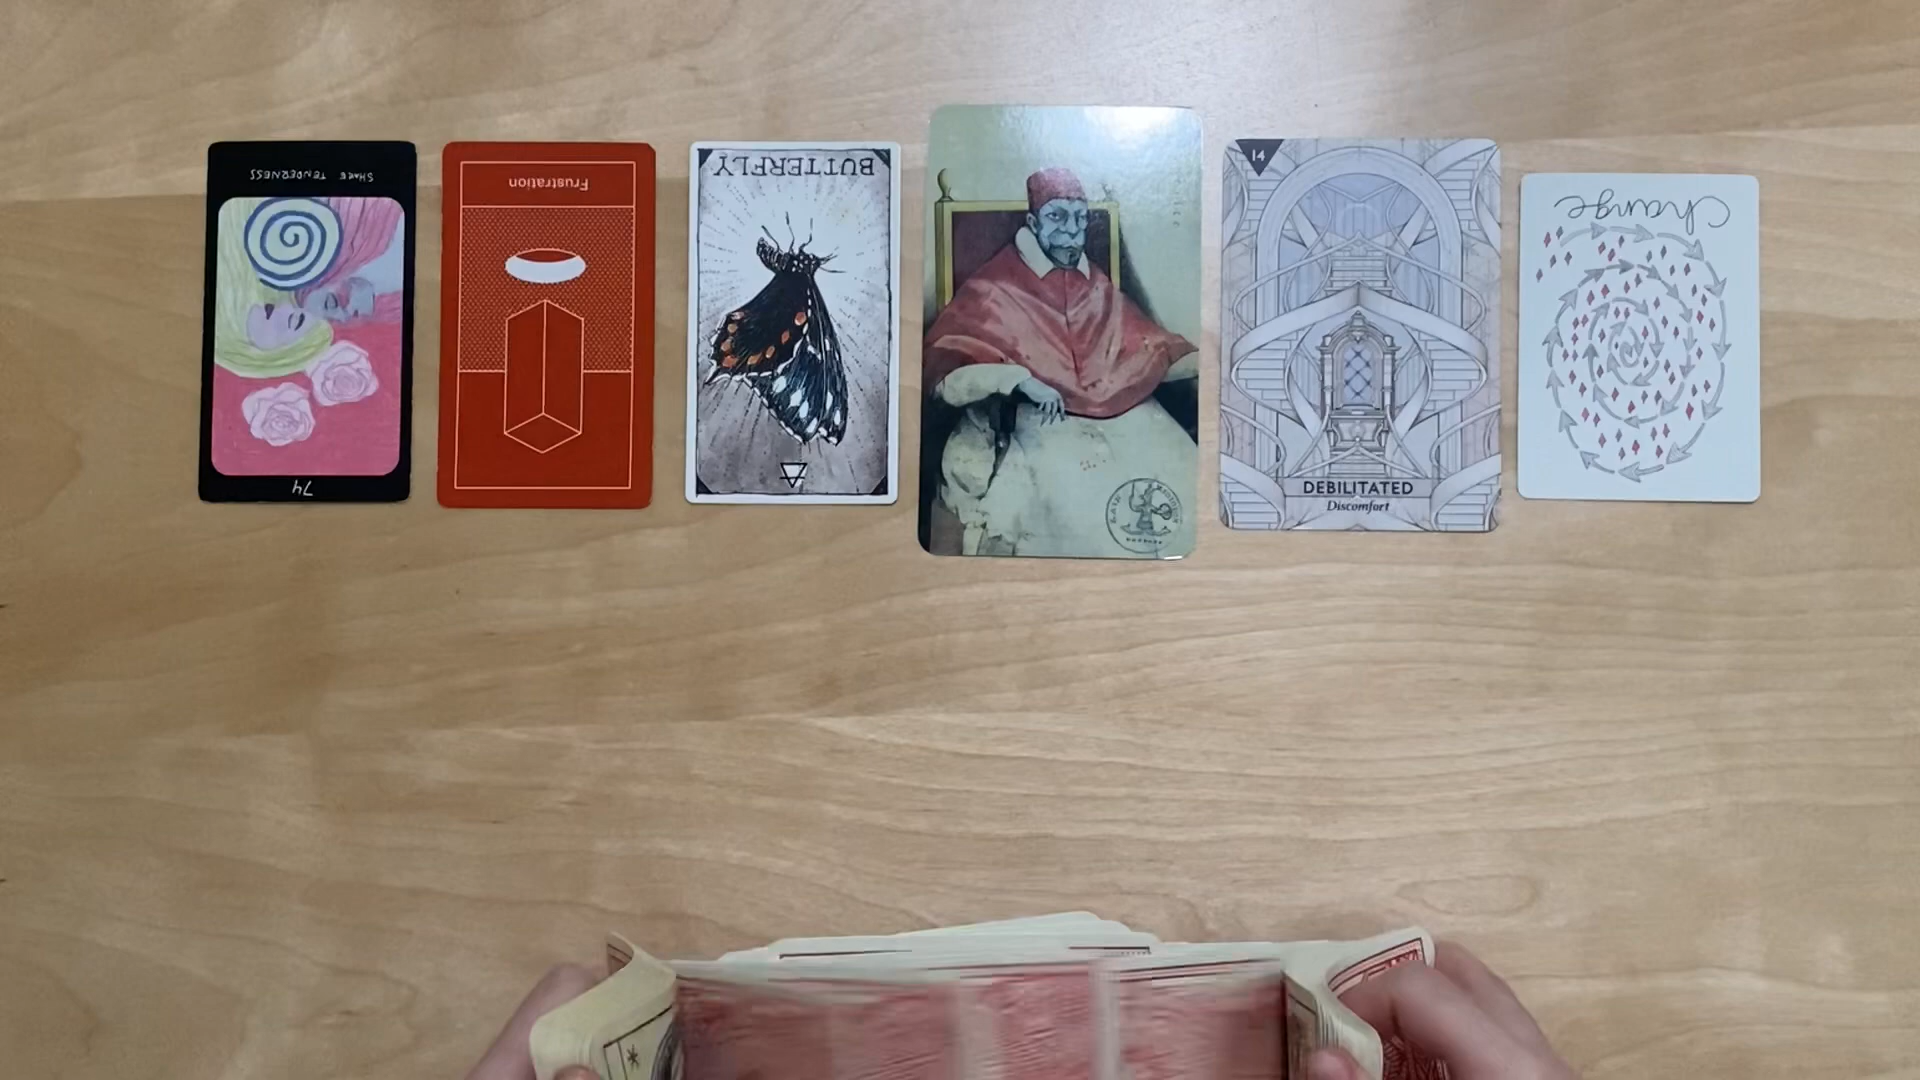 SHARE TENDERNESS
74
Frustration
BUTTERFLY
14
DEBILITATED
Discomfort
Change